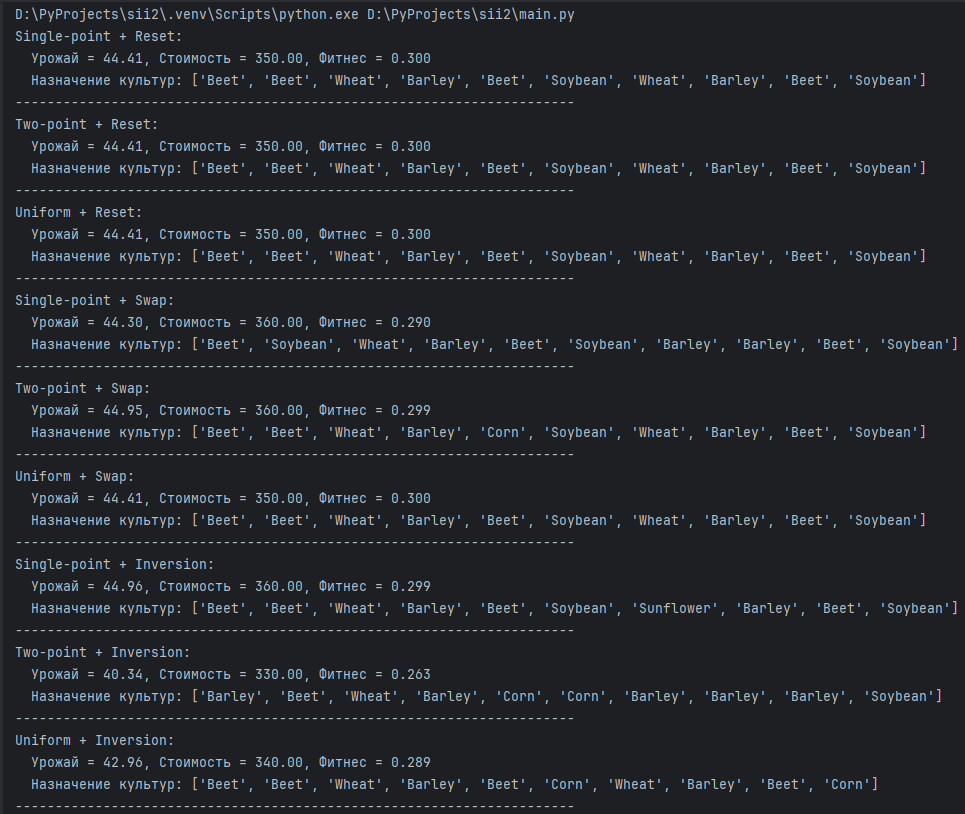 D:\PyProjects\sii2\.venv\Scripts\python.exe D:\PyProjects\sii2\main.py
Single-point + Reset:
  Урожай = 44.41, Стоимость = 350.00, Фитнес = 0.300
  Назначение культур: ['Beet', 'Beet', 'Wheat', 'Barley', 'Beet', 'Soybean', 'Wheat', 'Barley', 'Beet', 'Soybean']
----------------------------------------------------------------------
Two-point + Reset:
  Урожай = 44.41, Стоимость = 350.00, Фитнес = 0.300
  Назначение культур: ['Beet', 'Beet', 'Wheat', 'Barley', 'Beet', 'Soybean', 'Wheat', 'Barley', 'Beet', 'Soybean']
----------------------------------------------------------------------
Uniform + Reset:
  Урожай = 44.41, Стоимость = 350.00, Фитнес = 0.300
  Назначение культур: ['Beet', 'Beet', 'Wheat', 'Barley', 'Beet', 'Soybean', 'Wheat', 'Barley', 'Beet', 'Soybean']
----------------------------------------------------------------------
Single-point + Swap:
  Урожай = 44.30, Стоимость = 360.00, Фитнес = 0.290
  Назначение культур: ['Beet', 'Soybean', 'Wheat', 'Barley', 'Beet', 'Soybean', 'Barley', 'Barley', 'Beet', 'Soybean']
----------------------------------------------------------------------
Two-point + Swap:
  Урожай = 44.95, Стоимость = 360.00, Фитнес = 0.299
  Назначение культур: ['Beet', 'Beet', 'Wheat', 'Barley', 'Corn', 'Soybean', 'Wheat', 'Barley', 'Beet', 'Soybean']
----------------------------------------------------------------------
Uniform + Swap:
  Урожай = 44.41, Стоимость = 350.00, Фитнес = 0.300
  Назначение культур: ['Beet', 'Beet', 'Wheat', 'Barley', 'Beet', 'Soybean', 'Wheat', 'Barley', 'Beet', 'Soybean']
----------------------------------------------------------------------
Single-point + Inversion:
  Урожай = 44.96, Стоимость = 360.00, Фитнес = 0.299
  Назначение культур: ['Beet', 'Beet', 'Wheat', 'Barley', 'Beet', 'Soybean', 'Sunflower', 'Barley', 'Beet', 'Soybean']
----------------------------------------------------------------------
Two-point + Inversion:
  Урожай = 40.34, Стоимость = 330.00, Фитнес = 0.263
  Назначение культур: ['Barley', 'Beet', 'Wheat', 'Barley', 'Corn', 'Corn', 'Barley', 'Barley', 'Barley', 'Soybean']
----------------------------------------------------------------------
Uniform + Inversion:
  Урожай = 42.96, Стоимость = 340.00, Фитнес = 0.289
  Назначение культур: ['Beet', 'Beet', 'Wheat', 'Barley', 'Beet', 'Corn', 'Wheat', 'Barley', 'Beet', 'Corn']
----------------------------------------------------------------------